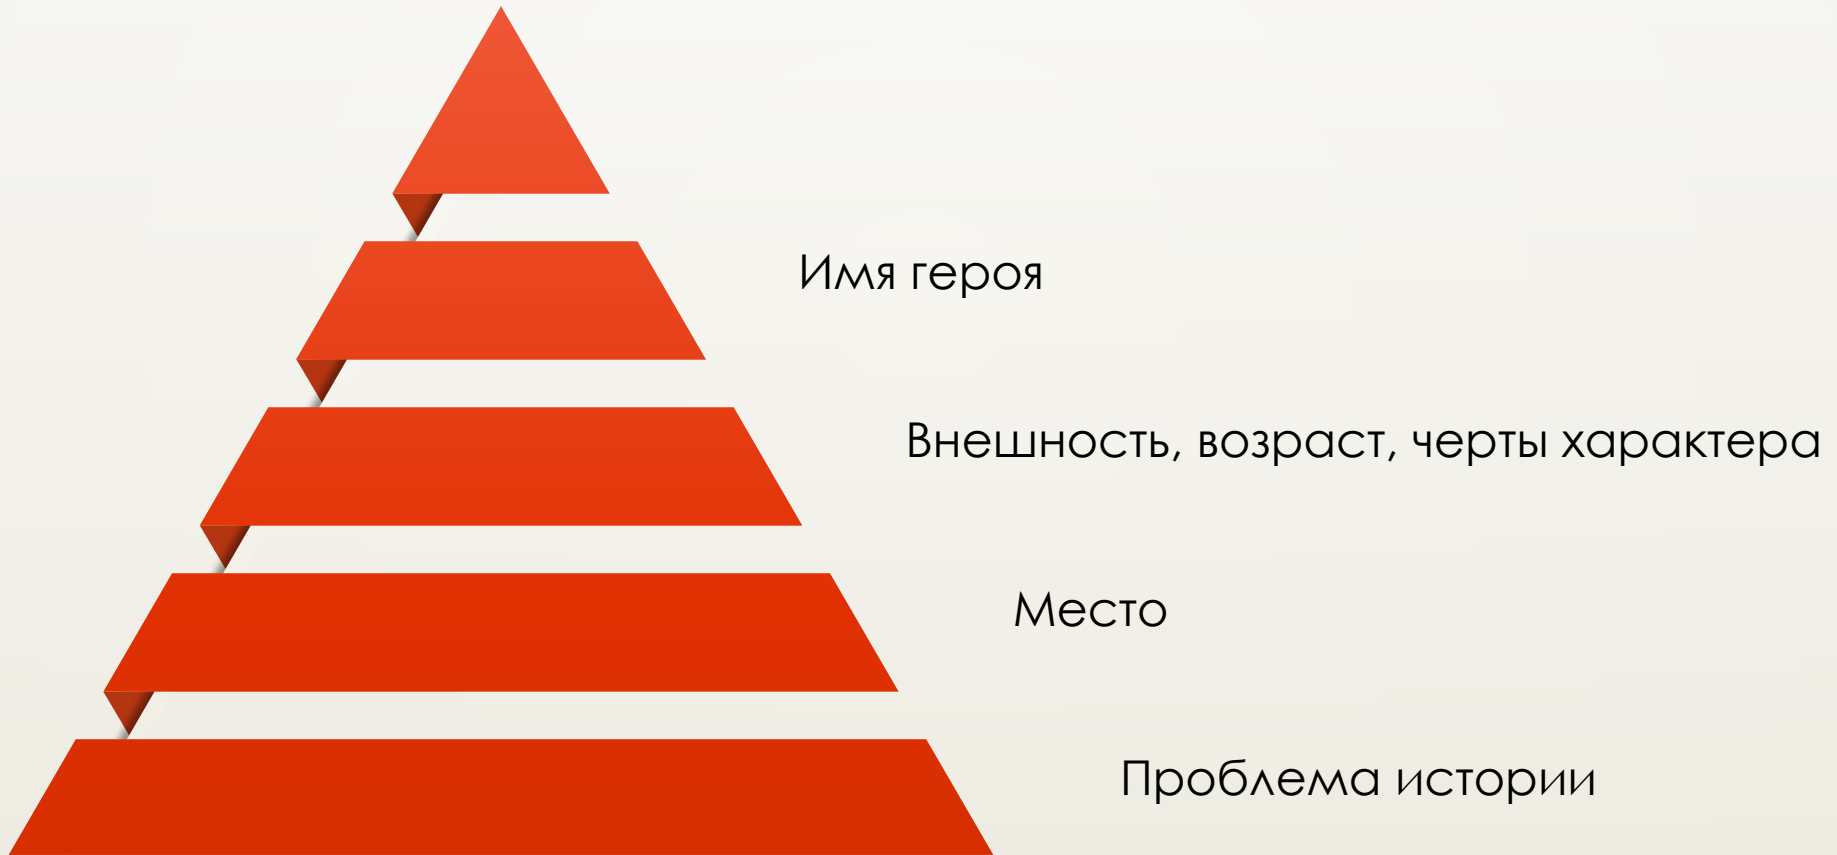 Имя героя
Внешность, возраст, черты характера
Место
Проблема истории